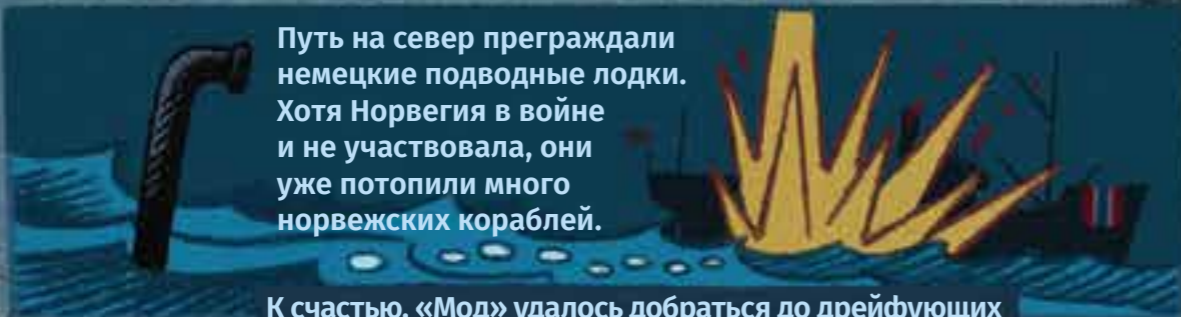 Путь на север преграждали
немецкие подводные лодки.
Хотя Норвегия в войне
и не участвовала, они
уже потопили много
норвежских кораблей.
К счастью, «Мод» удалось добраться до дрейфующих